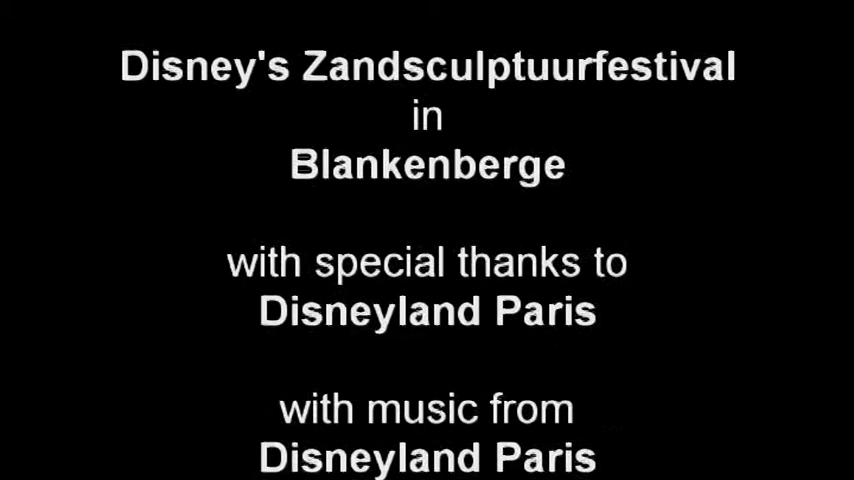 Disney's Zandsculptuurfestival
in
Blankenberge
with special thanks to
Disneyland Paris
with music from
Disneyland Paris